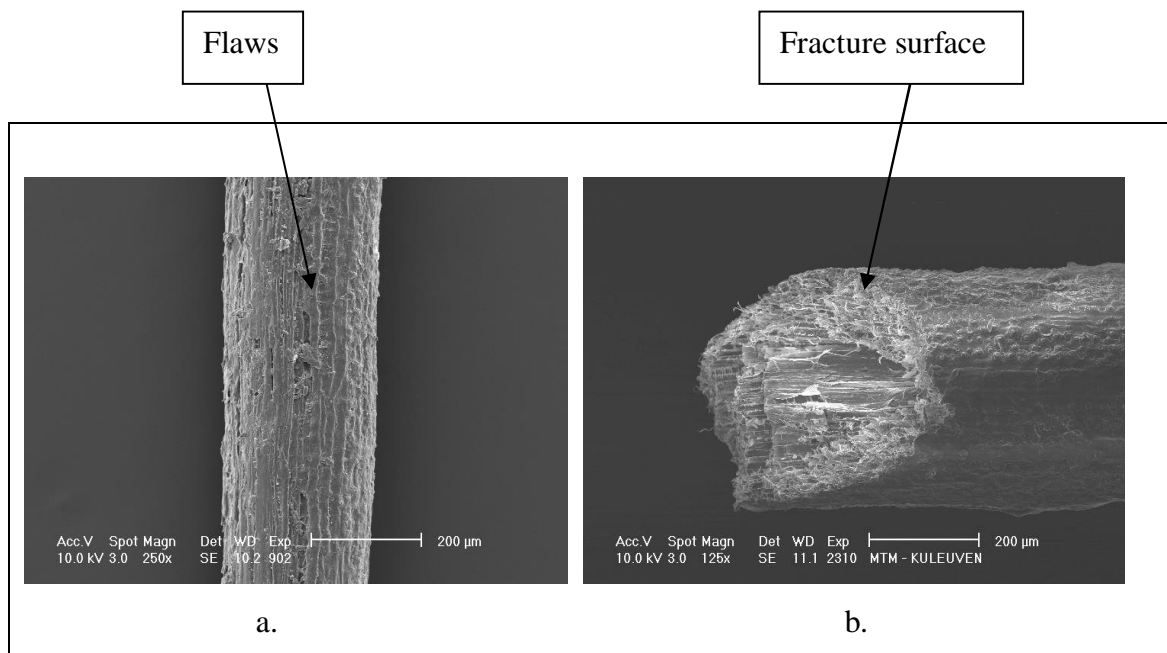 Flaws
Fracture surface
Acc.V Spot Magn Det WD Exp
10.0 kV 3.0 250x SE 10.2 902
200 µm
Acc.V Spot Magn Det WD Exp
10.0 kV 3.0 125x SE 11.1 2310 MTM - KULEUVEN
200 µm
a.
b.